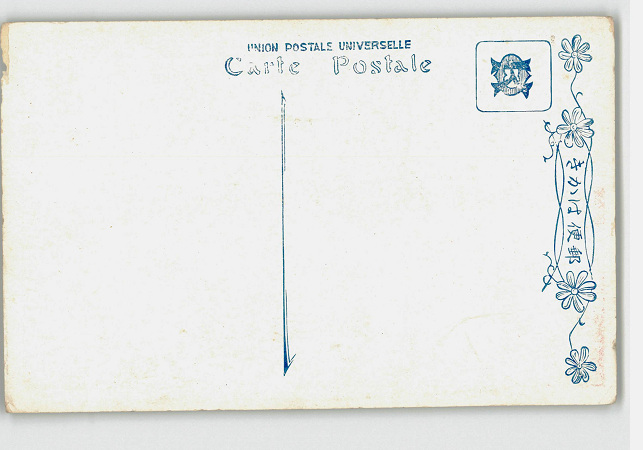 UNION POSTALE UNIVERSELLE
Carte Postale
郵便はかき